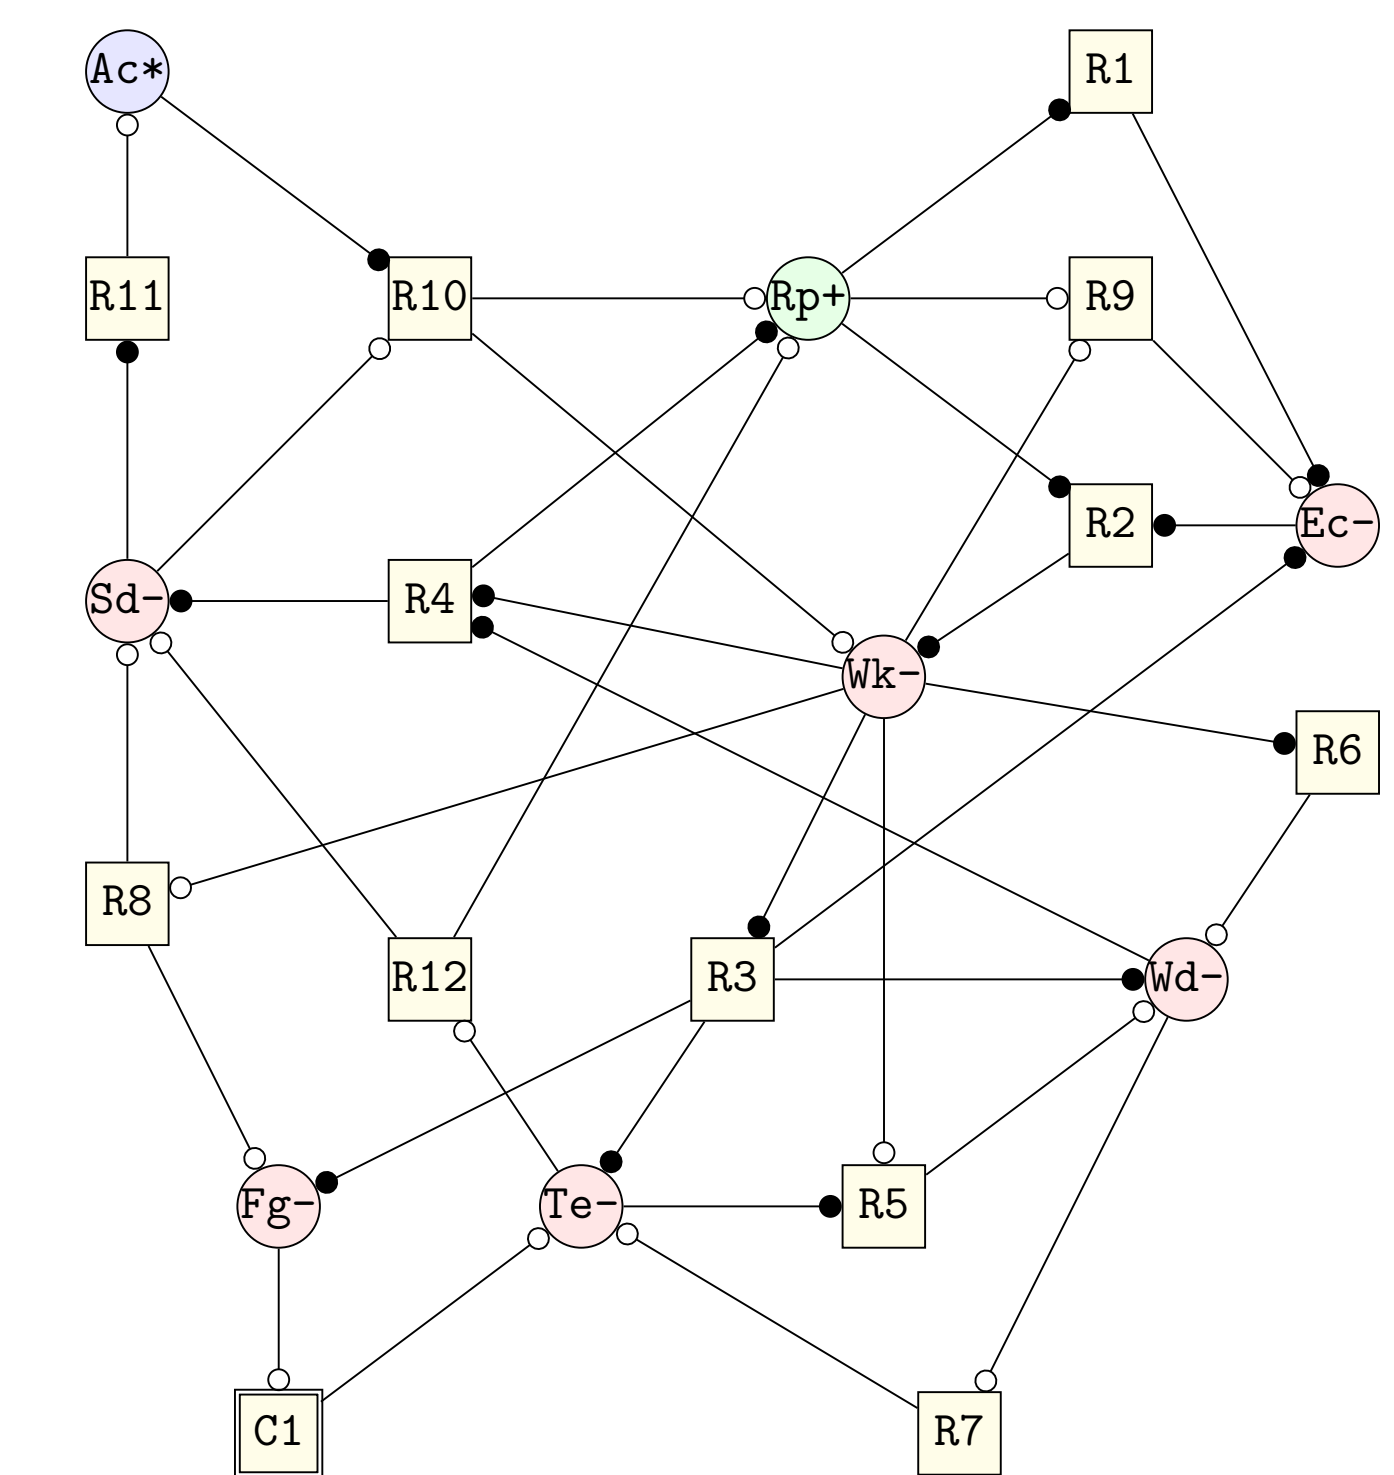 Ac*
R1
R11
R10
Rp+
R9
R2
Ec-
Sd-
R4
Wk-
R6
R8
R12
R3
Wd-
Fg-
Te-
R5
C1
R7